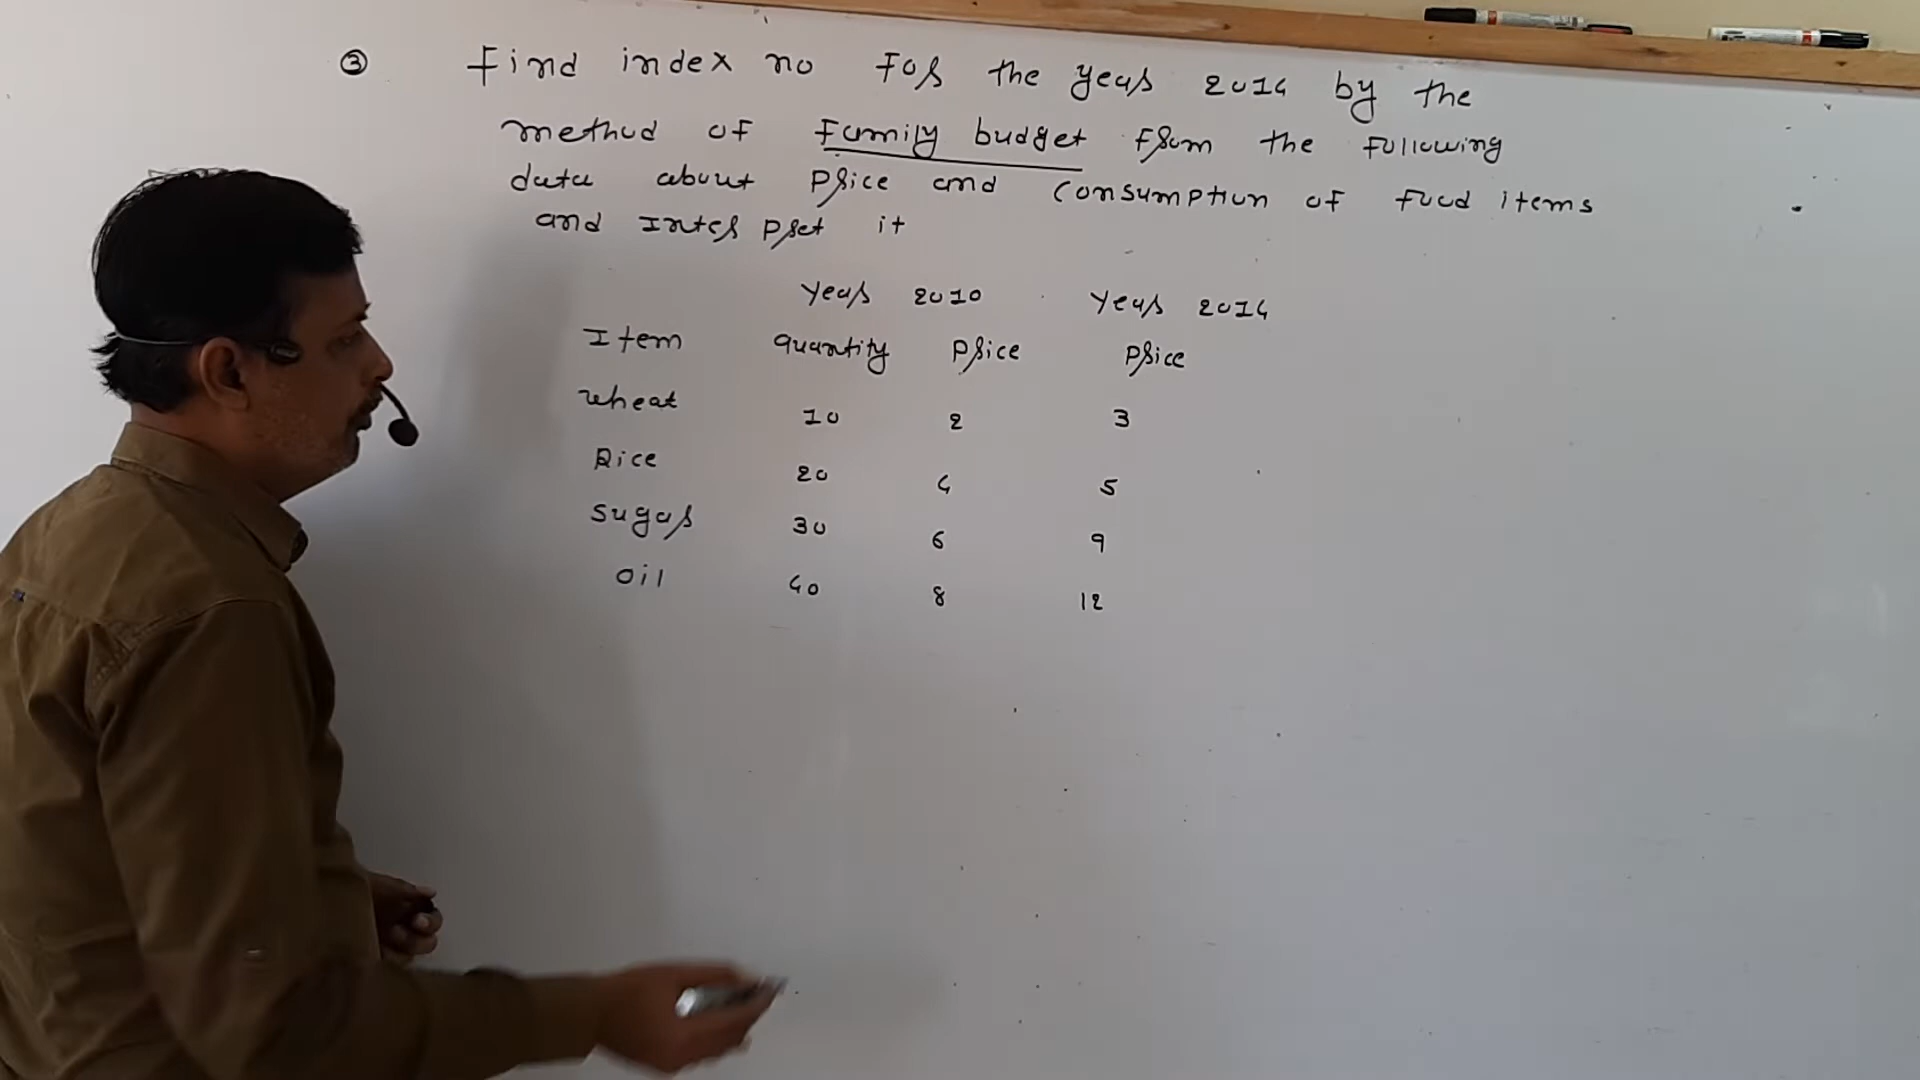 ③ Find index no for the year 2014 by the
method of Family budget from the following
data about price and consumption of food items
and Interpret it
year 2010 year 2014
Item quantity price price
wheat 10 2 3
Rice 20 4 5
sugar 30 6 9
oil 40 8 12